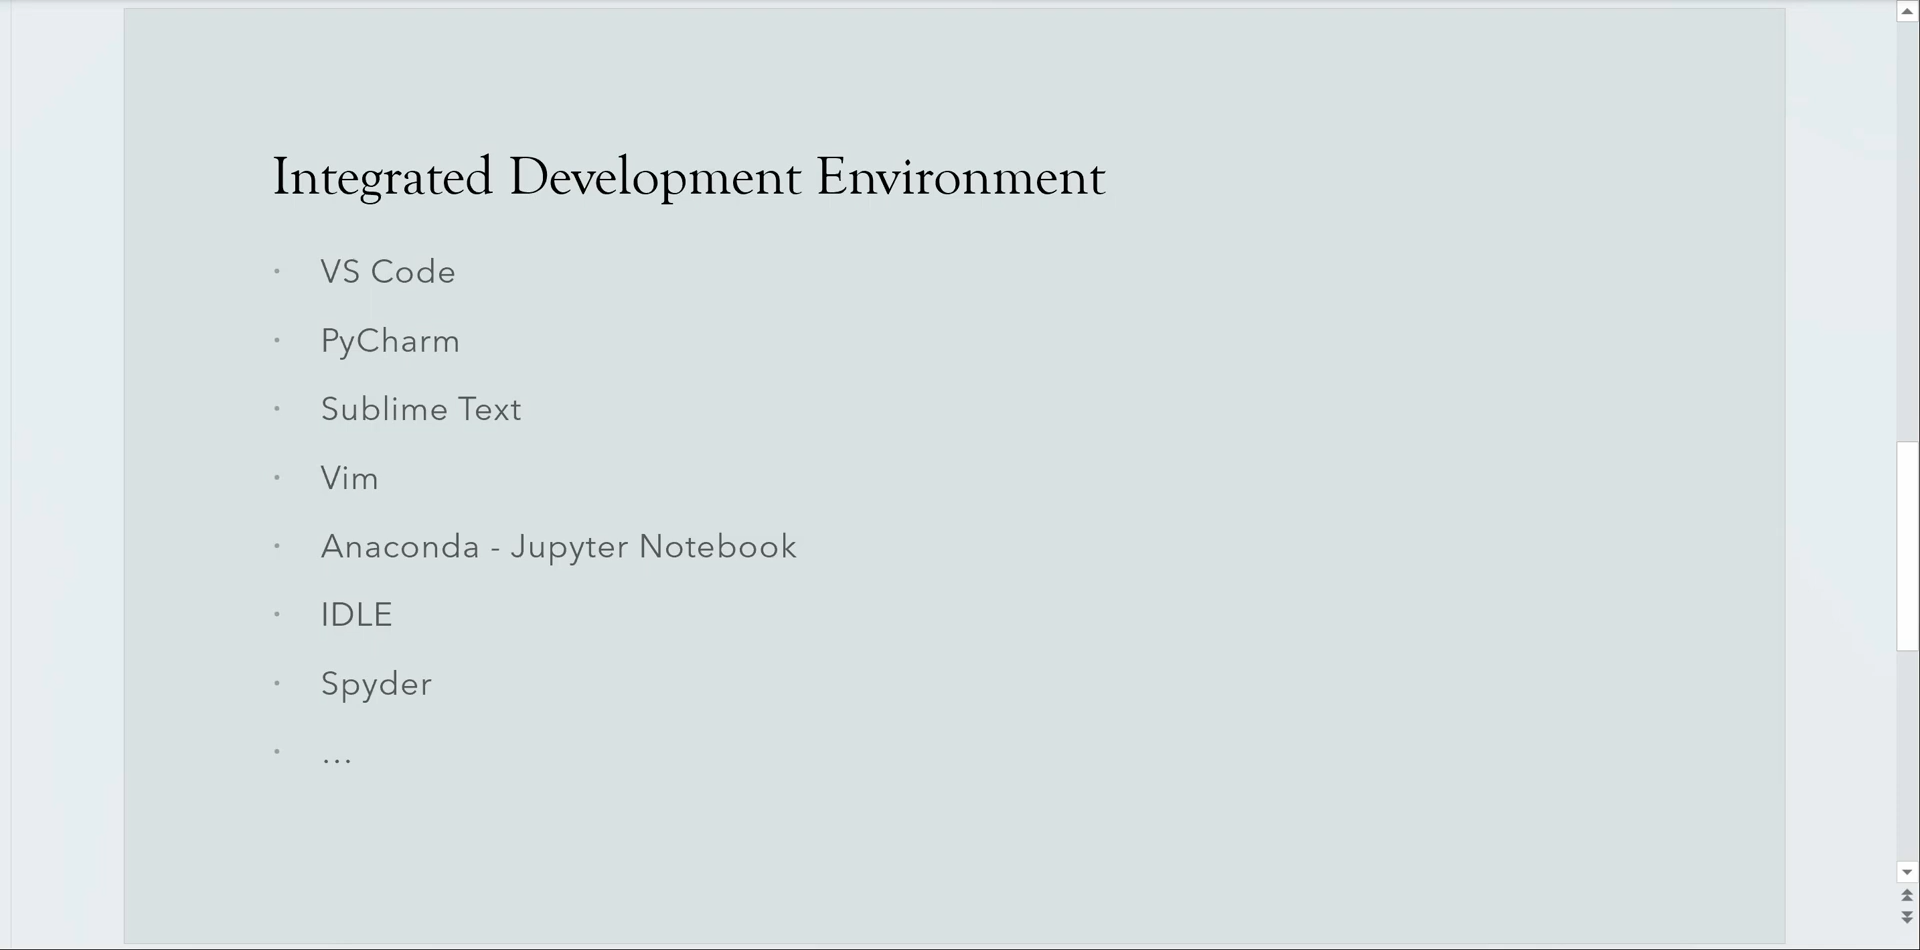 Integrated Development Environment
• VS Code
• PyCharm
• Sublime Text
• Vim
• Anaconda - Jupyter Notebook
• IDLE
• Spyder
• ...